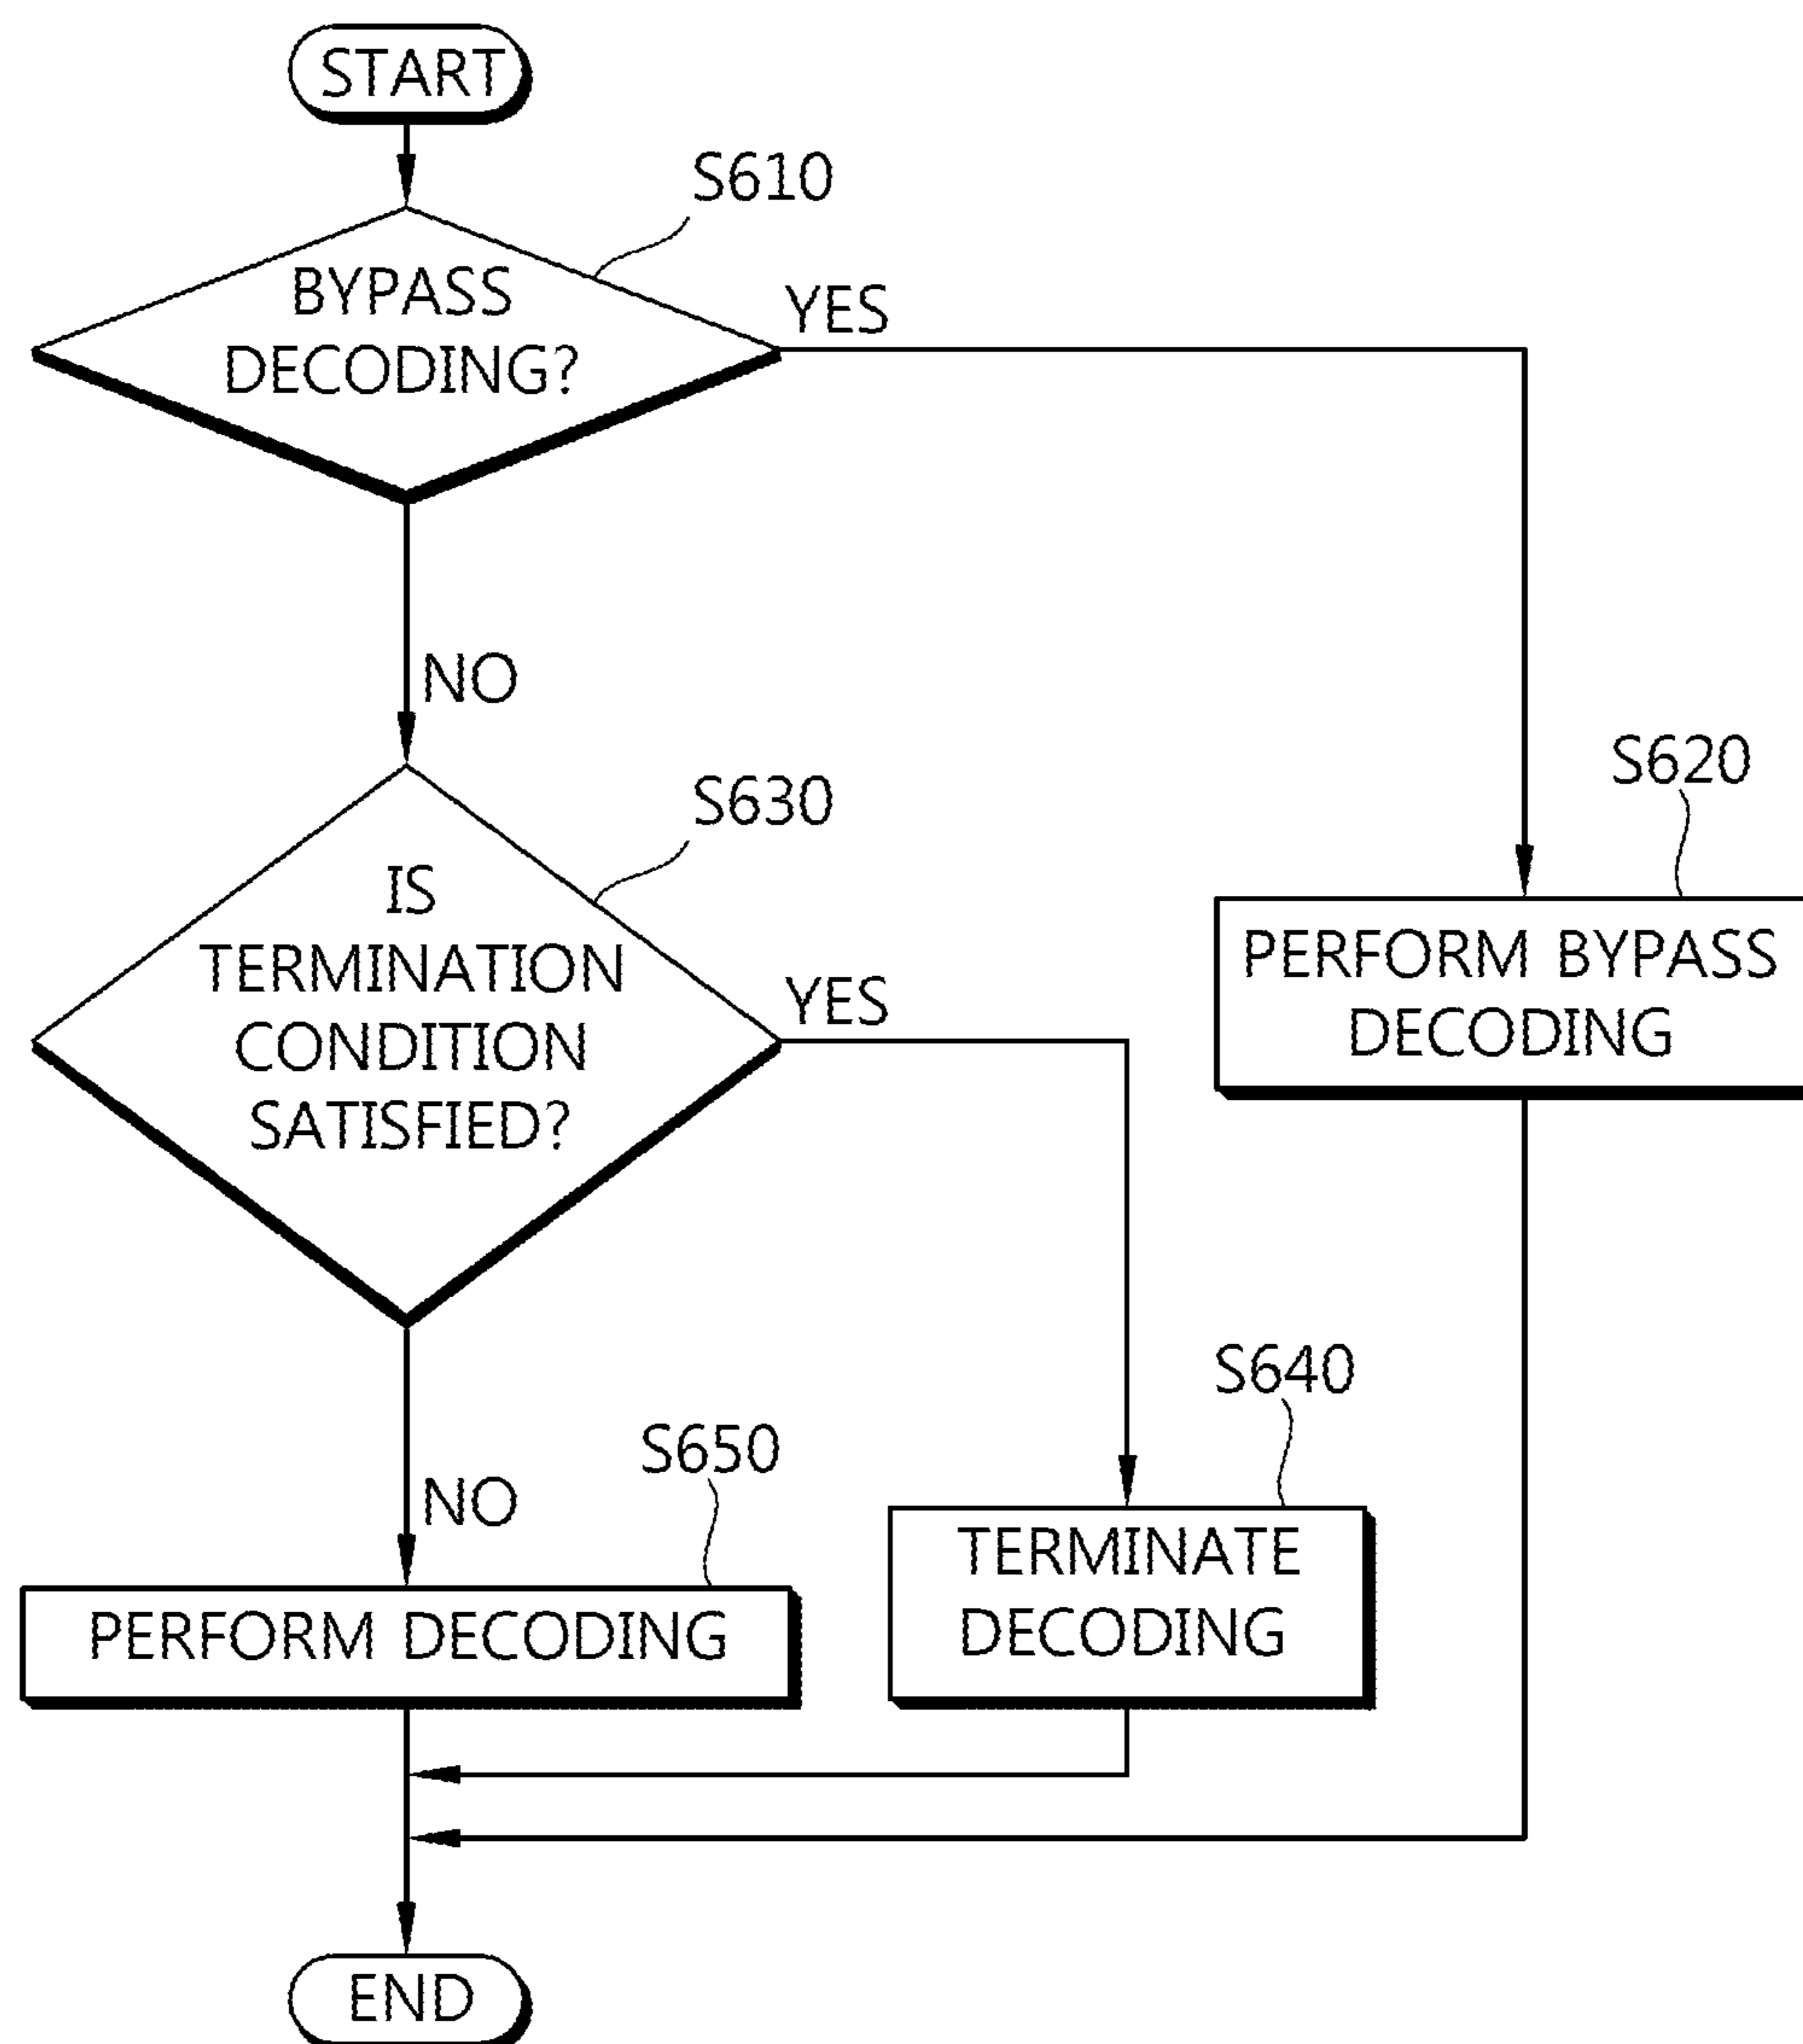 START
S610
BYPASS
DECODING?
YES
NO
S620
PERFORM BYPASS
DECODING
S630
IS
TERMINATION
CONDITION
SATISFIED?
YES
S640
TERMINATE
DECODING
NO
S650
PERFORM DECODING
END